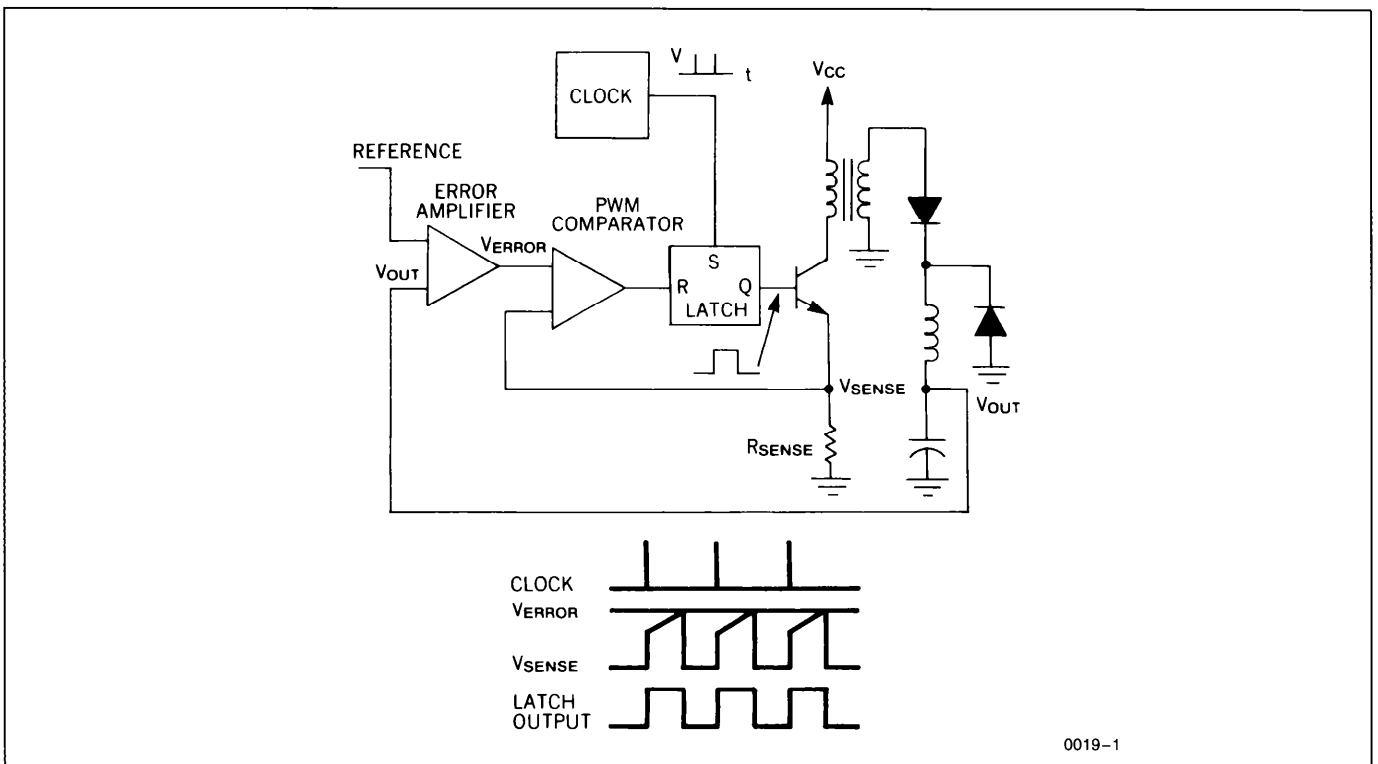 V
t
CLOCK
VCC
REFERENCE
ERROR
AMPLIFIER
PWM
COMPARATOR
VERROR
VOUT
S
R
Q
LATCH
VSENSE
VOUT
RSENSE
CLOCK
VERROR
VSENSE
LATCH
OUTPUT
0019–1